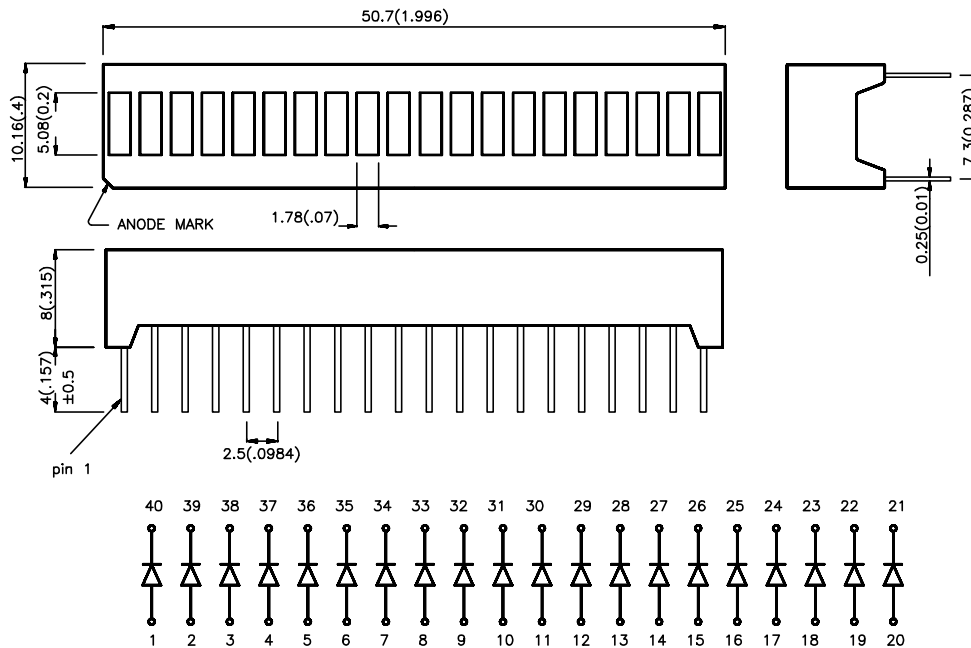 50.7(1.996)
10.16(.4)
5.08(0.2)
7.3(0.287)
0.25(0.01)
1.78(.07)
ANODE MARK
8(.315)
4(.157)
±0.5
2.5(.0984)
pin 1
40 39 38 37 36 35 34 33 32 31 30 29 28 27 26 25 24 23 22 21
1 2 3 4 5 6 7 8 9 10 11 12 13 14 15 16 17 18 19 20